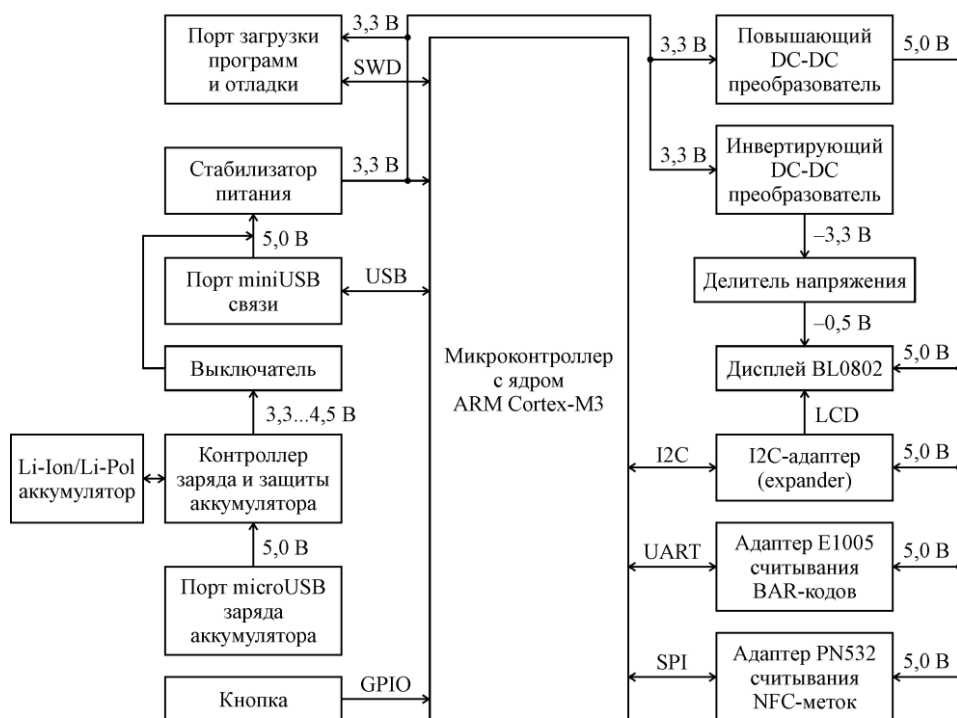 Порт загрузки
программ
и отладки
3,3 В
SWD
3,3 В
Повышающий
DC-DC
преобразователь
5,0 В
Стабилизатор
питания
3,3 В
3,3 В
Инвертирующий
DC-DC
преобразователь
5,0 В
–3,3 В
Порт miniUSB
связи
USB
Делитель напряжения
–0,5 В
Микроконтроллер
с ядром
ARM Cortex-M3
Выключатель
Дисплей BL0802
5,0 В
3,3...4,5 В
LCD
Li-Ion/Li-Pol
аккумулятор
Контроллер
заряда и защиты
аккумулятора
I2C
I2C-адаптер
(expander)
5,0 В
5,0 В
UART
Адаптер E1005
считывания
BAR-кодов
5,0 В
Порт microUSB
заряда
аккумулятора
SPI
Адаптер PN532
считывания
NFC-меток
5,0 В
Кнопка
GPIO